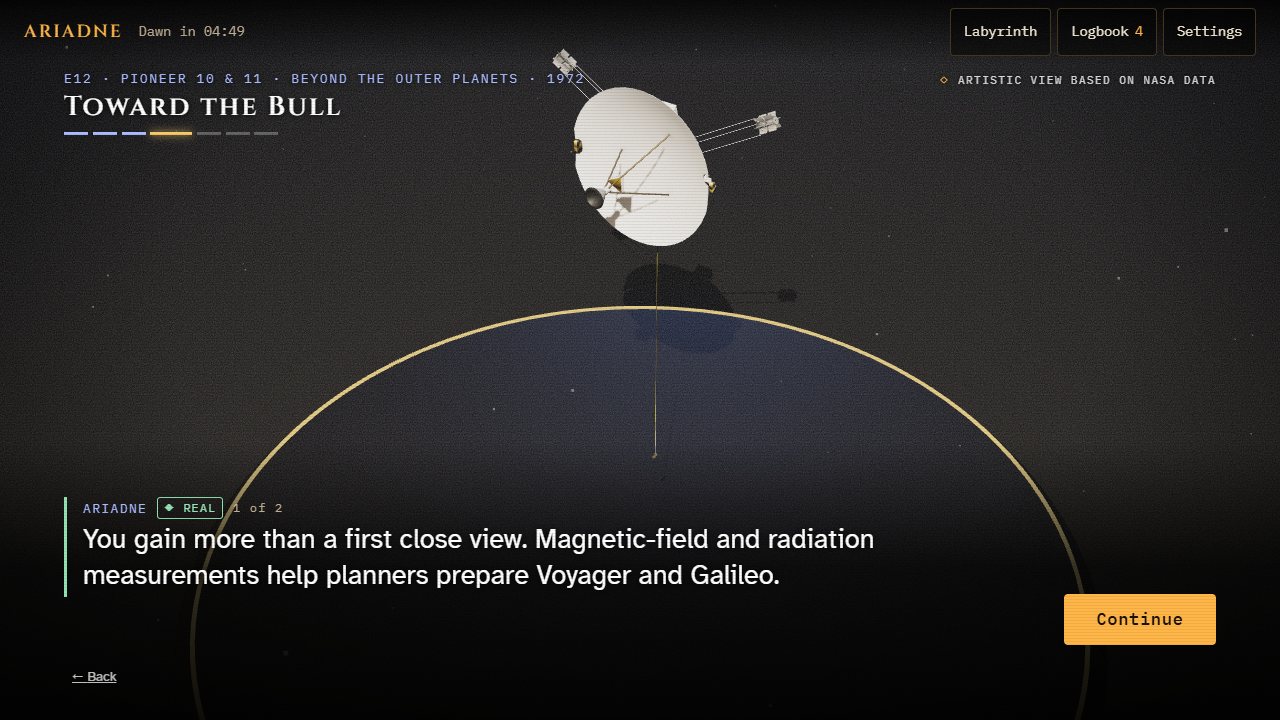 ARIADNE Dawn in 04:49 Labyrinth Logbook 4 Settings
E12 · PIONEER 10 & 11 · BEYOND THE OUTER PLANETS · 1972
◇ ARTISTIC VIEW BASED ON NASA DATA
Toward the Bull
ARIADNE ◆ REAL 1 of 2
You gain more than a first close view. Magnetic-field and radiation
measurements help planners prepare Voyager and Galileo.
Continue
← Back